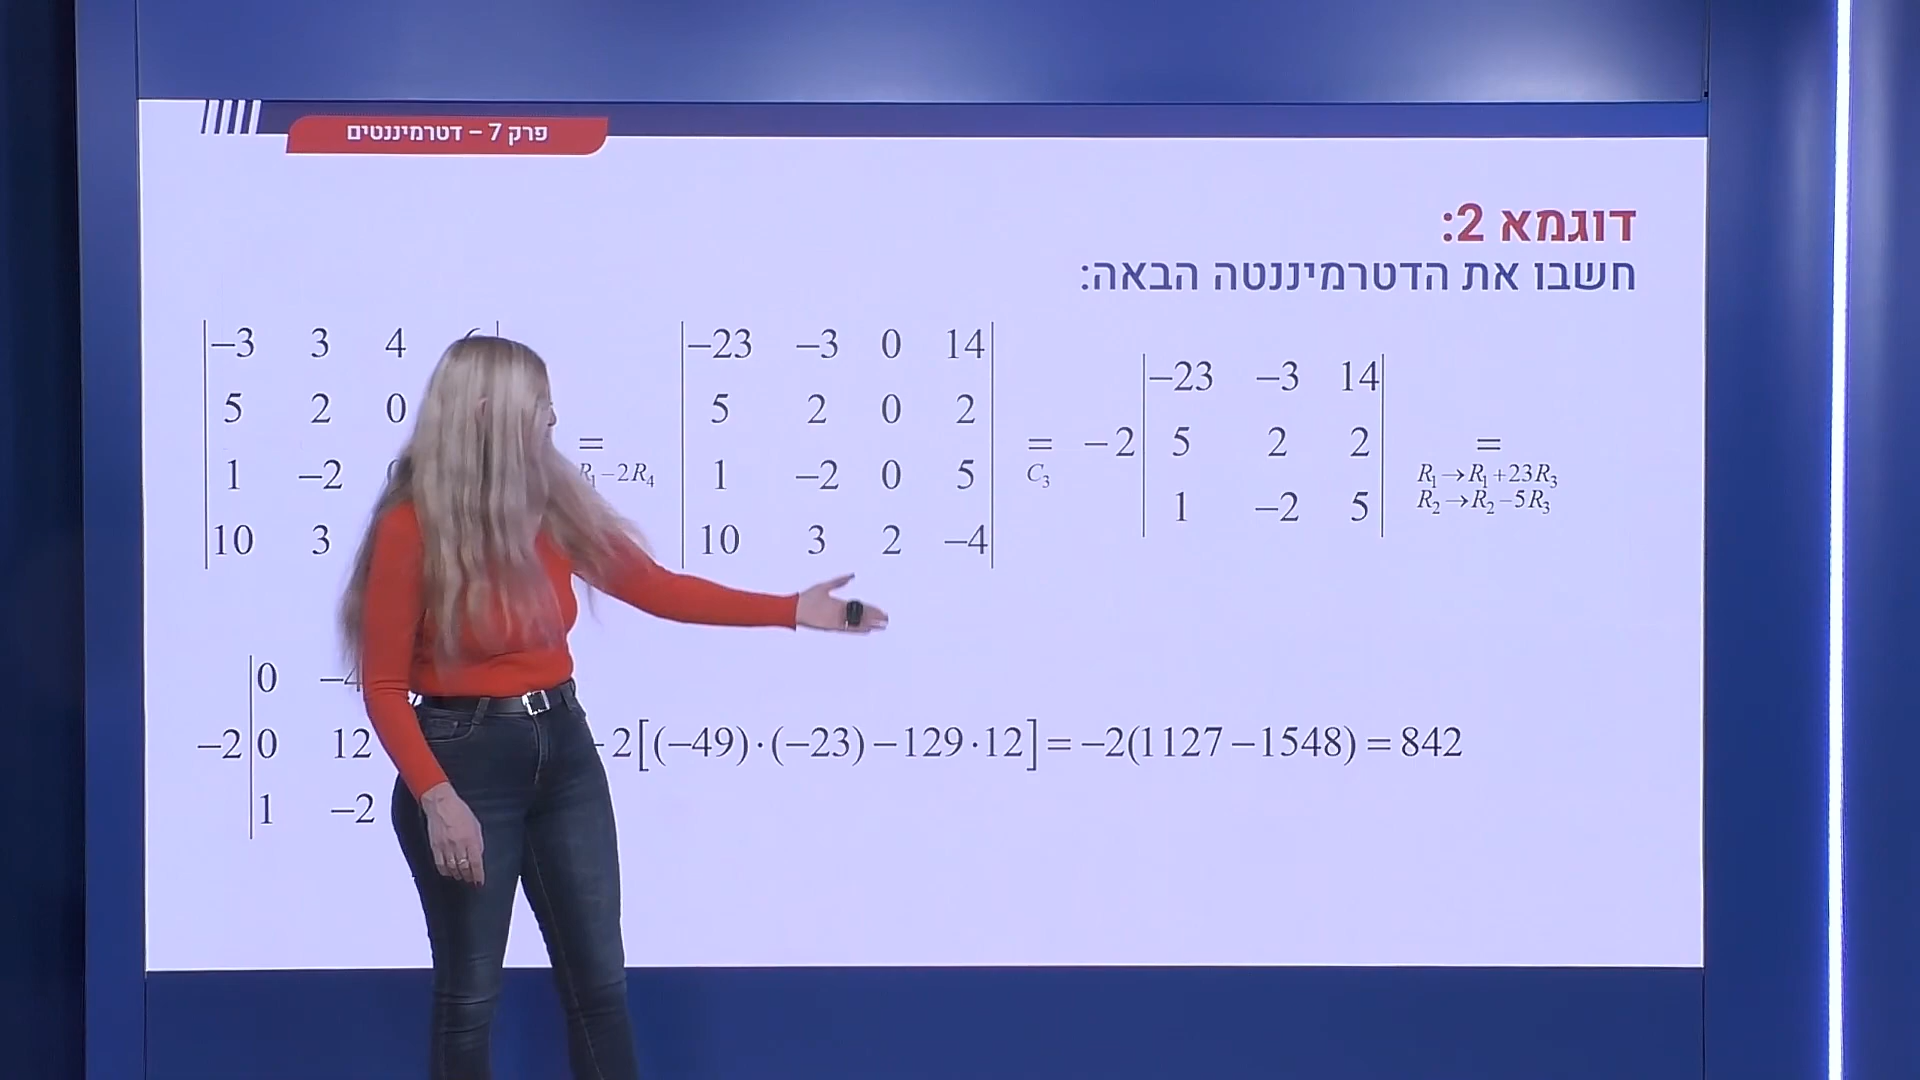 פרק 7 – דטרמיננטים
דוגמא 2:
חשבו את הדטרמיננטה הבאה:
|−3 3 4
5 2 0
1 −2
10 3
= R₁−2R₄
|−23 −3 0 14|
|5 2 0 2|
|1 −2 0 5|
|10 3 2 −4|
= C₃
−2 |−23 −3 14|
|5 2 2|
|1 −2 5|
=
R₁→R₁+23R₃
R₂→R₂−5R₃
|0
−2 |0 12
|1 −2
−2[(−49)·(−23)−129·12]=−2(1127−1548)=842